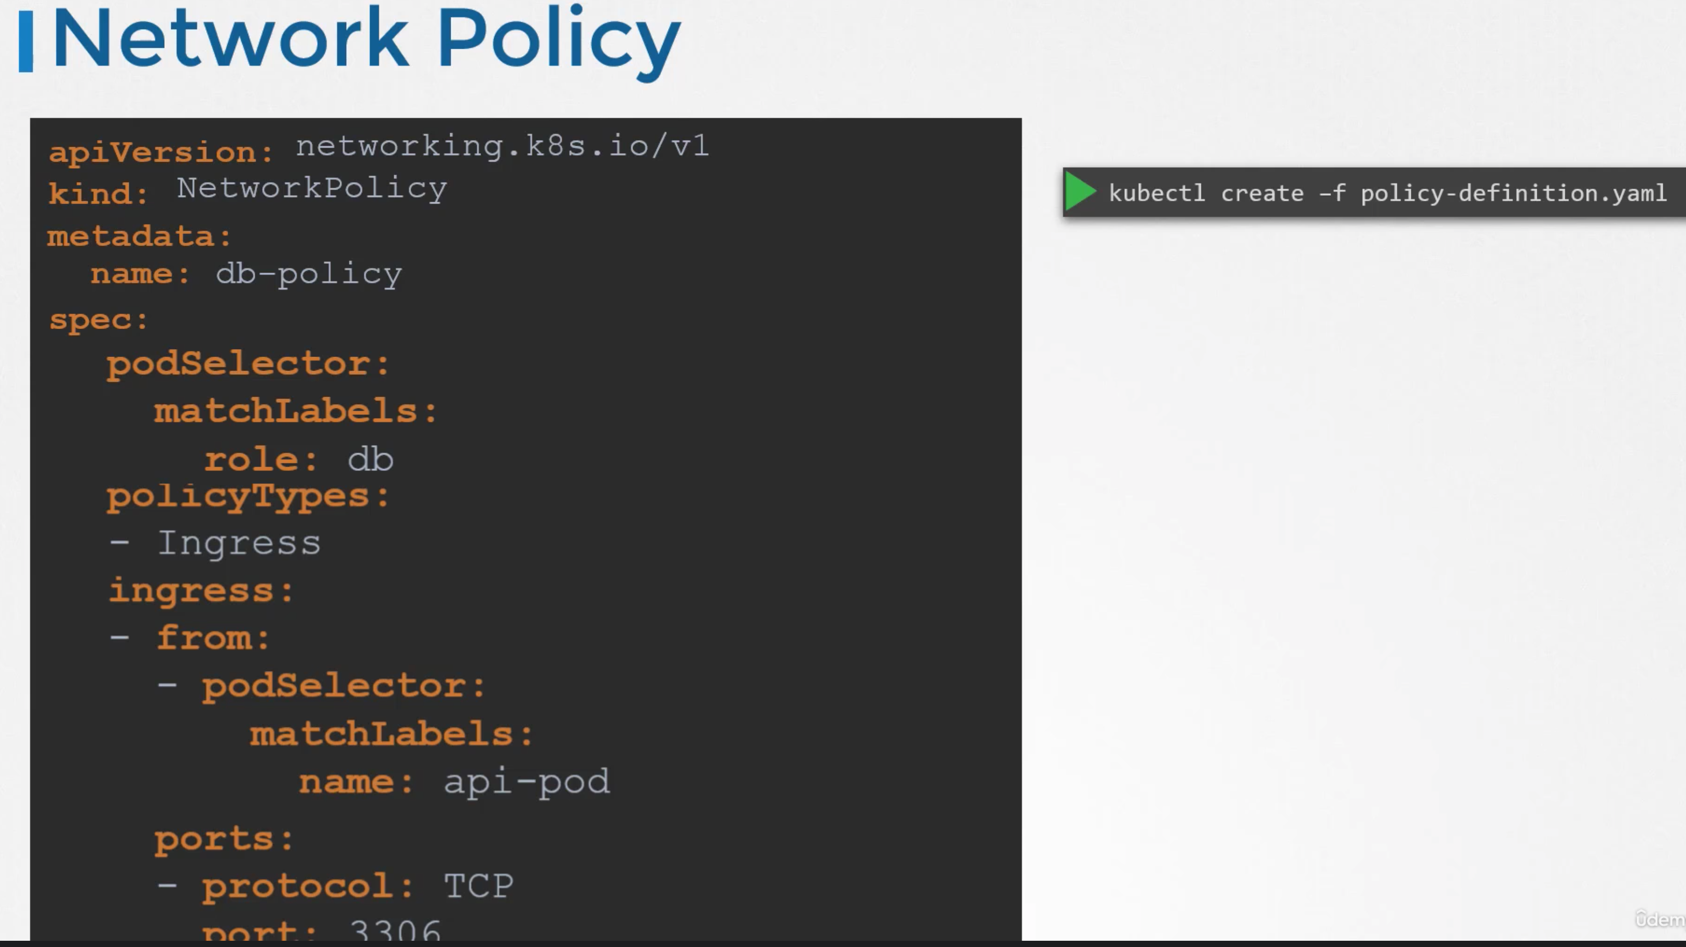 Network Policy
apiVersion: networking.k8s.io/v1
kind: NetworkPolicy
metadata:
  name: db-policy
spec:
  podSelector:
    matchLabels:
      role: db
  policyTypes:
  - Ingress
  ingress:
  - from:
    - podSelector:
        matchLabels:
          name: api-pod
    ports:
    - protocol: TCP
      port: 3306
kubectl create –f policy-definition.yaml
ûdem